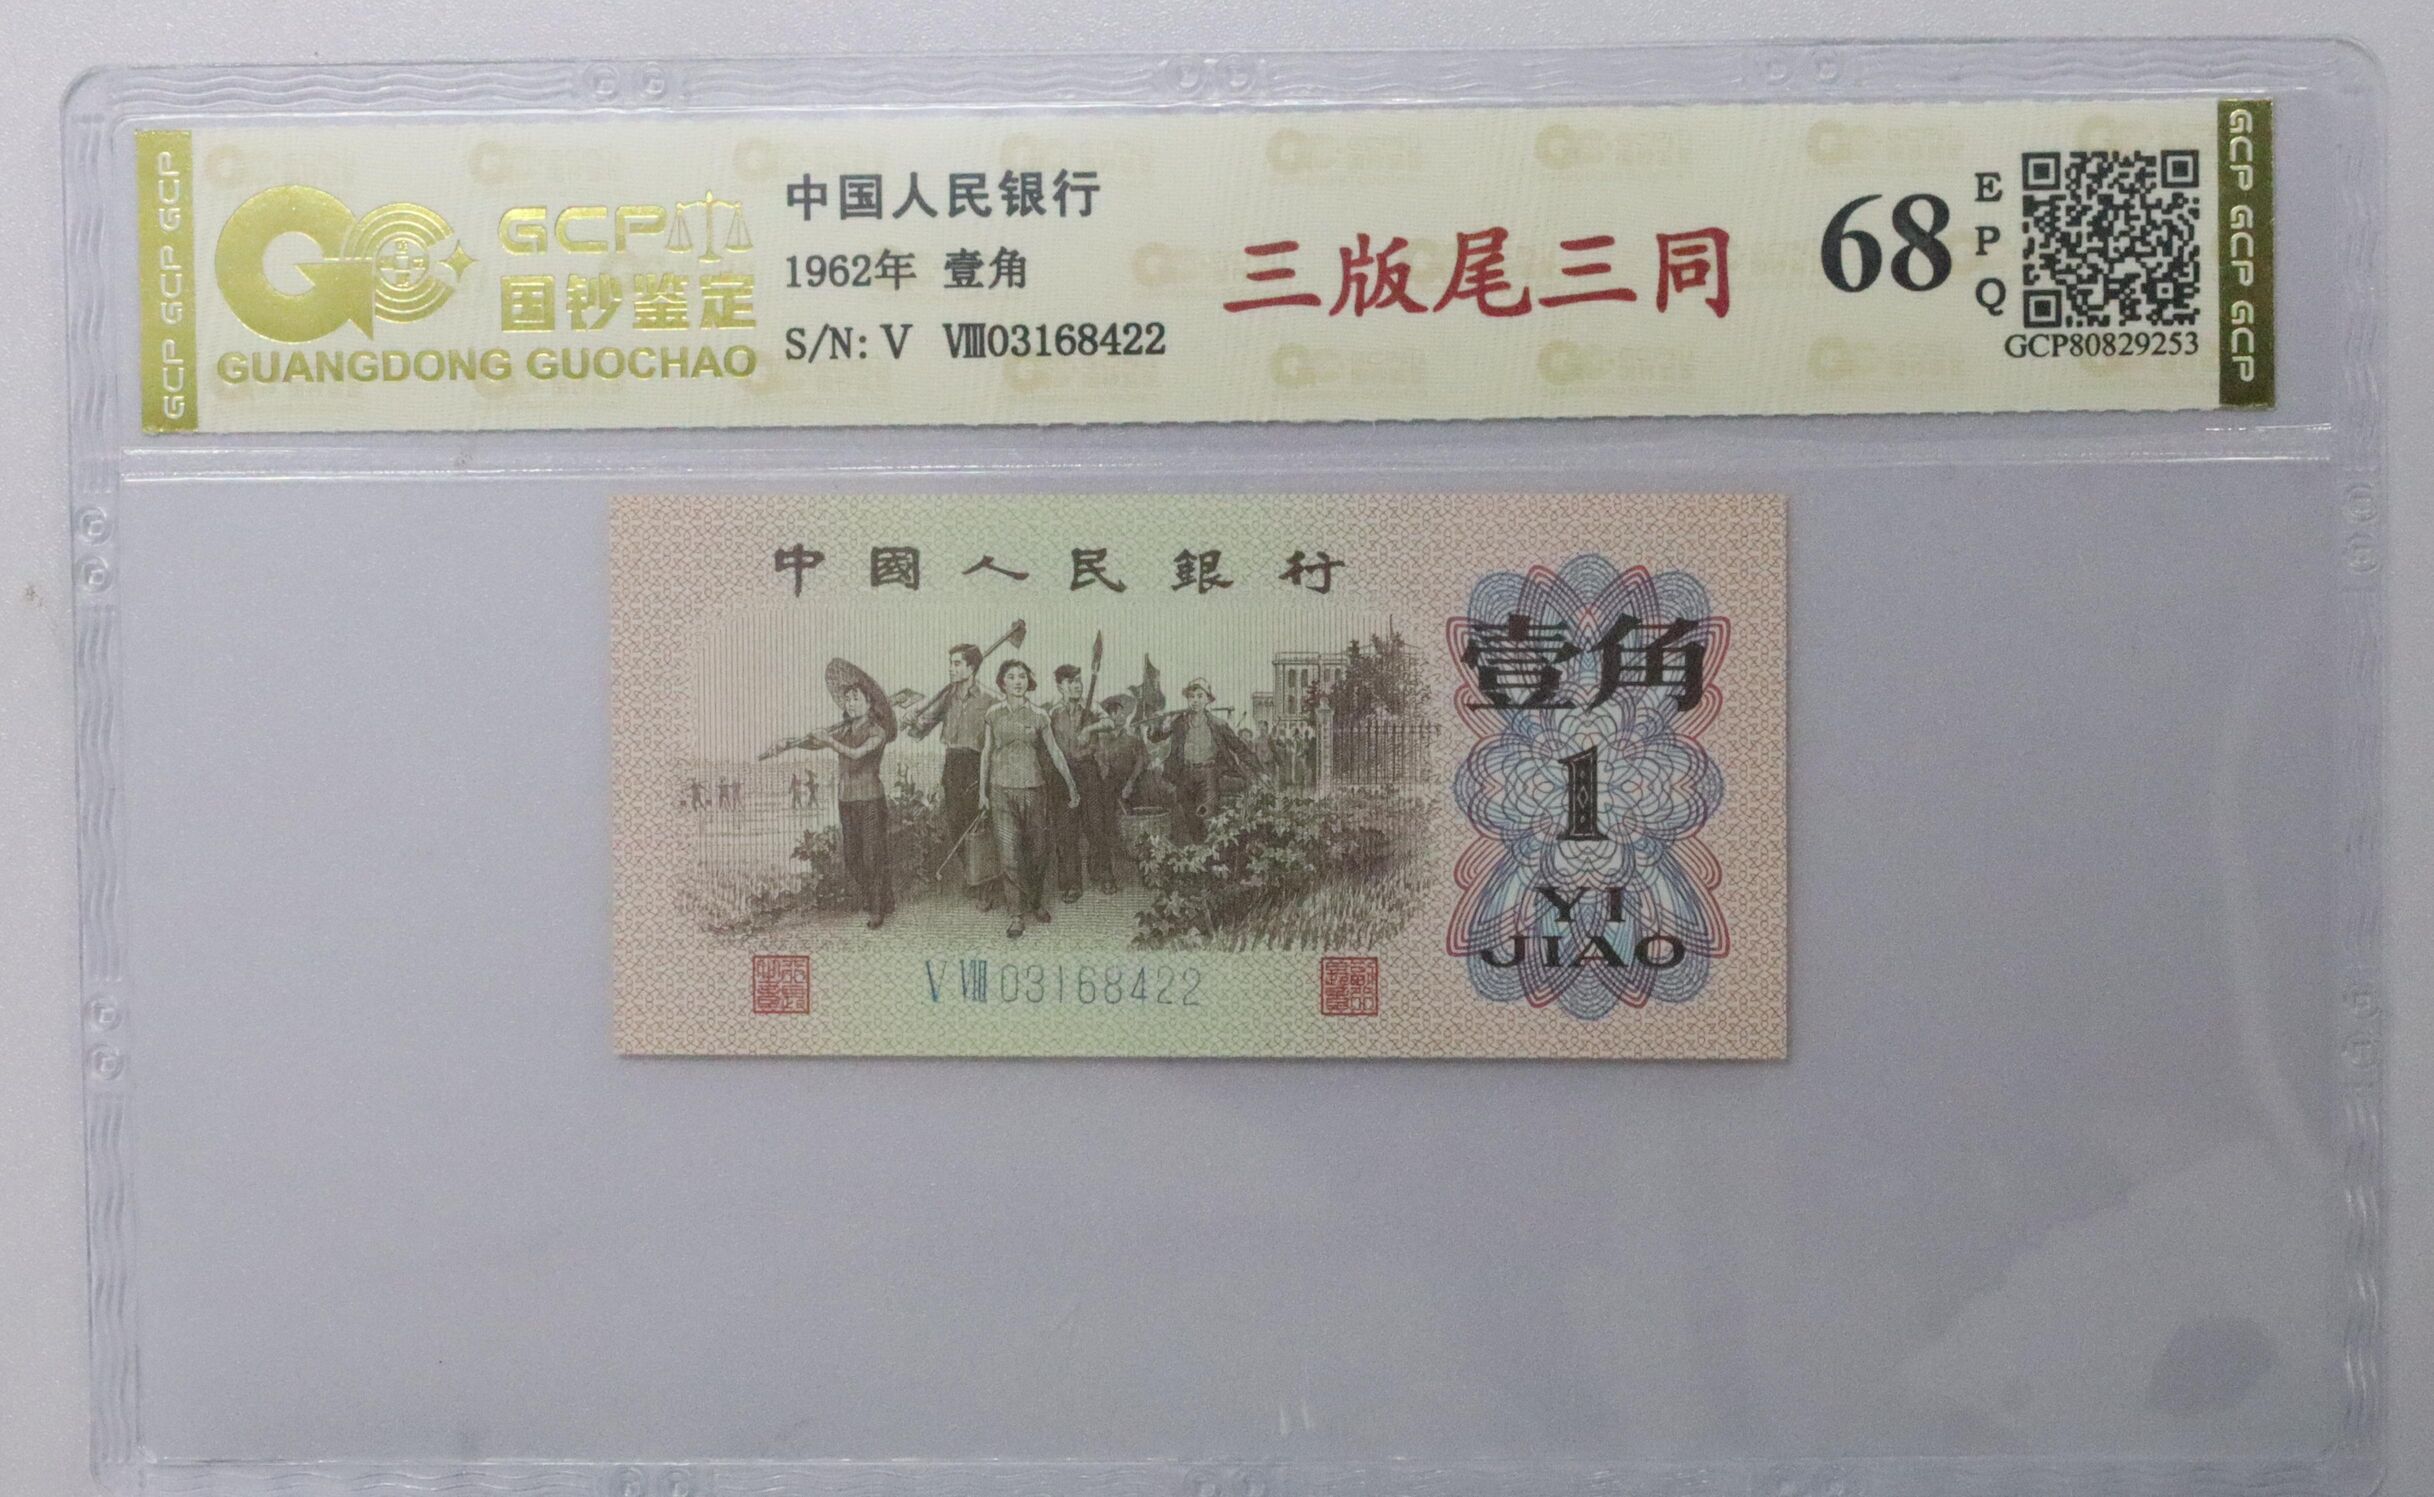 GCP GCP GCP
GCP
国钞鉴定
GUANGDONG GUOCHAO
中国人民银行
1962年 壹角
S/N: V Ⅷ03168422
三版尾三同
68
E
P
Q
GCP80829253
GCP GCP GCP
中國人民銀行
壹角
1
YI
JIAO
V Ⅷ 03168422